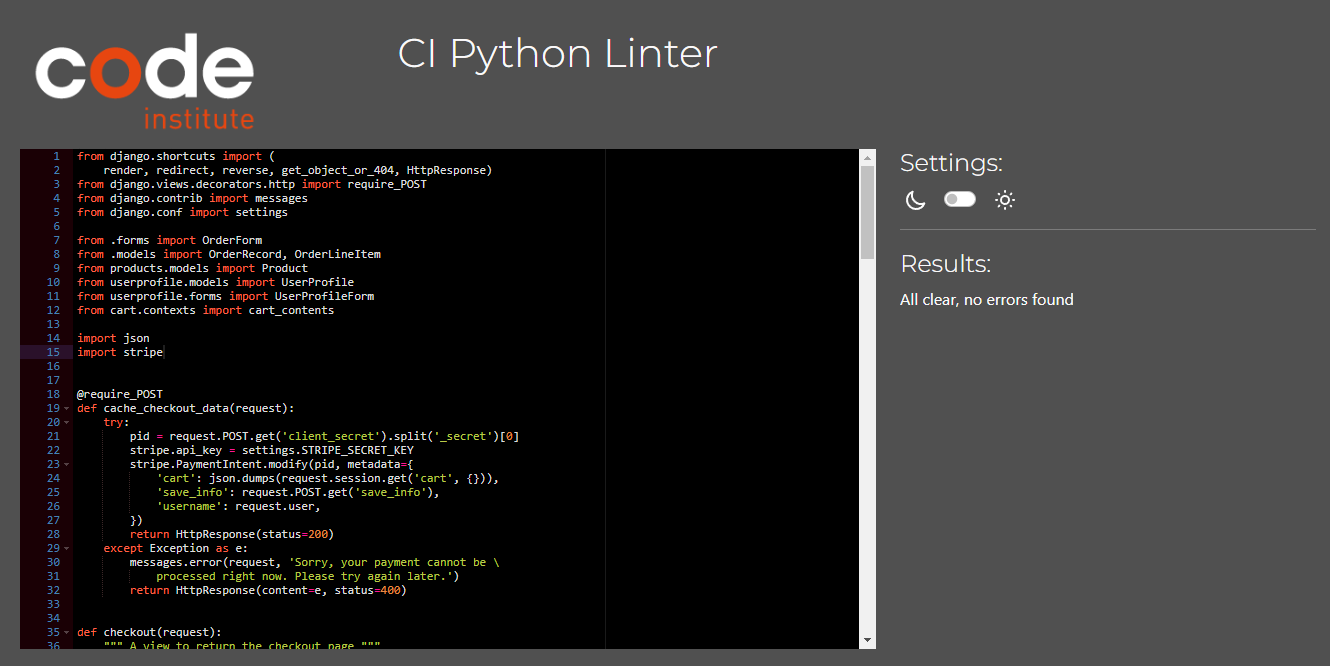 code
institute
CI Python Linter
1 from django.shortcuts import (
2     render, redirect, reverse, get_object_or_404, HttpResponse)
3 from django.views.decorators.http import require_POST
4 from django.contrib import messages
5 from django.conf import settings
6
7 from .forms import OrderForm
8 from .models import OrderRecord, OrderLineItem
9 from products.models import Product
10 from userprofile.models import UserProfile
11 from userprofile.forms import UserProfileForm
12 from cart.contexts import cart_contents
13
14 import json
15 import stripe
16
17
18 @require_POST
19 def cache_checkout_data(request):
20     try:
21         pid = request.POST.get('client_secret').split('_secret')[0]
22         stripe.api_key = settings.STRIPE_SECRET_KEY
23         stripe.PaymentIntent.modify(pid, metadata={
24             'cart': json.dumps(request.session.get('cart', {})),
25             'save_info': request.POST.get('save_info'),
26             'username': request.user,
27         })
28         return HttpResponse(status=200)
29     except Exception as e:
30         messages.error(request, 'Sorry, your payment cannot be \
31             processed right now. Please try again later.')
32         return HttpResponse(content=e, status=400)
33
34
35 def checkout(request):
36     """ A view to return the checkout page """
Settings:
Results:
All clear, no errors found